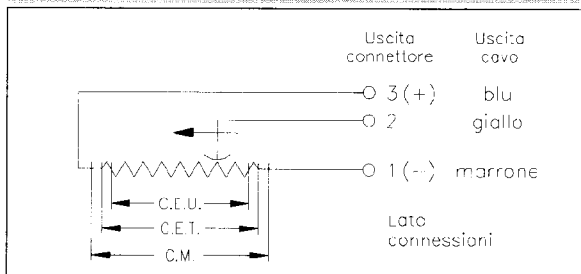 Uscita connettore
Uscita cavo
3(+) blu
2 giallo
1(-) marrone
C.E.U.
C.E.T.
C.M.
Lato connessioni